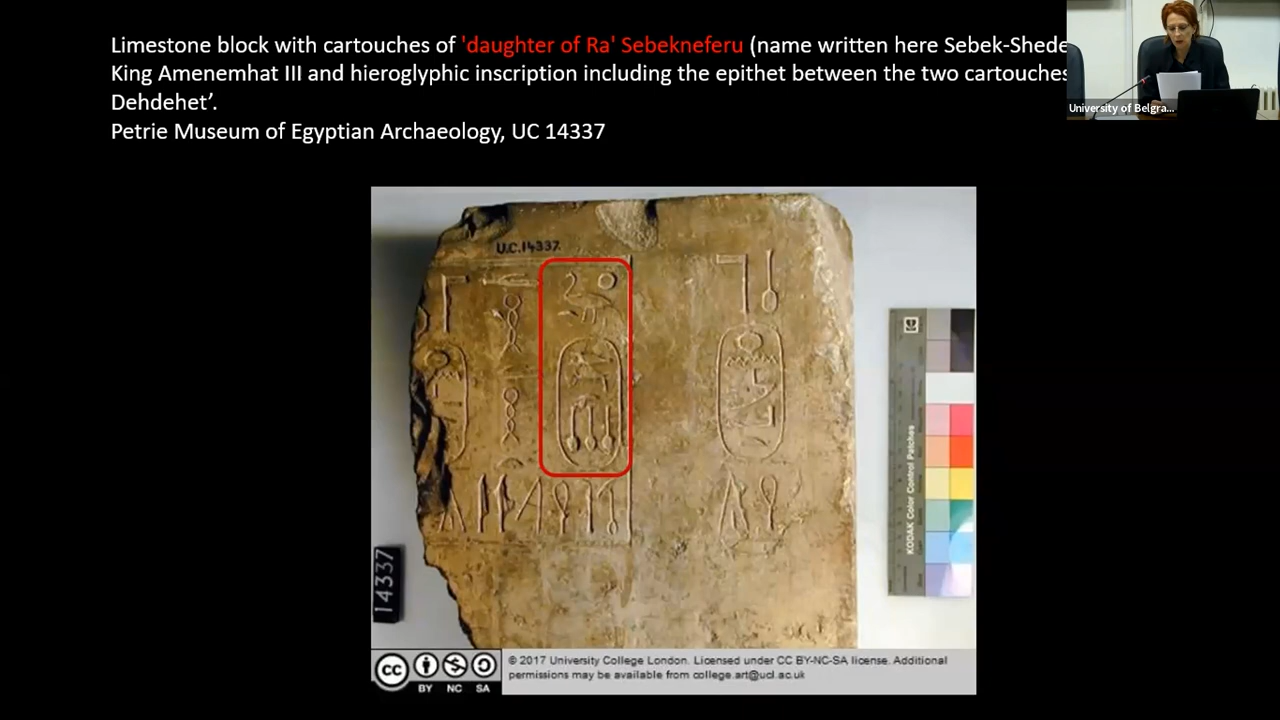 Limestone block with cartouches of 'daughter of Ra' Sebekneferu (name written here Sebek-Shede
King Amenemhat III and hieroglyphic inscription including the epithet between the two cartouches
Dehdehet’.
Petrie Museum of Egyptian Archaeology, UC 14337
University of Belgra...
U.C.14337.
KODAK Color Control Patches
14337
cc
BY NC SA
© 2017 University College London. Licensed under CC BY-NC-SA license. Additional
permissions may be available from college.art@ucl.ac.uk